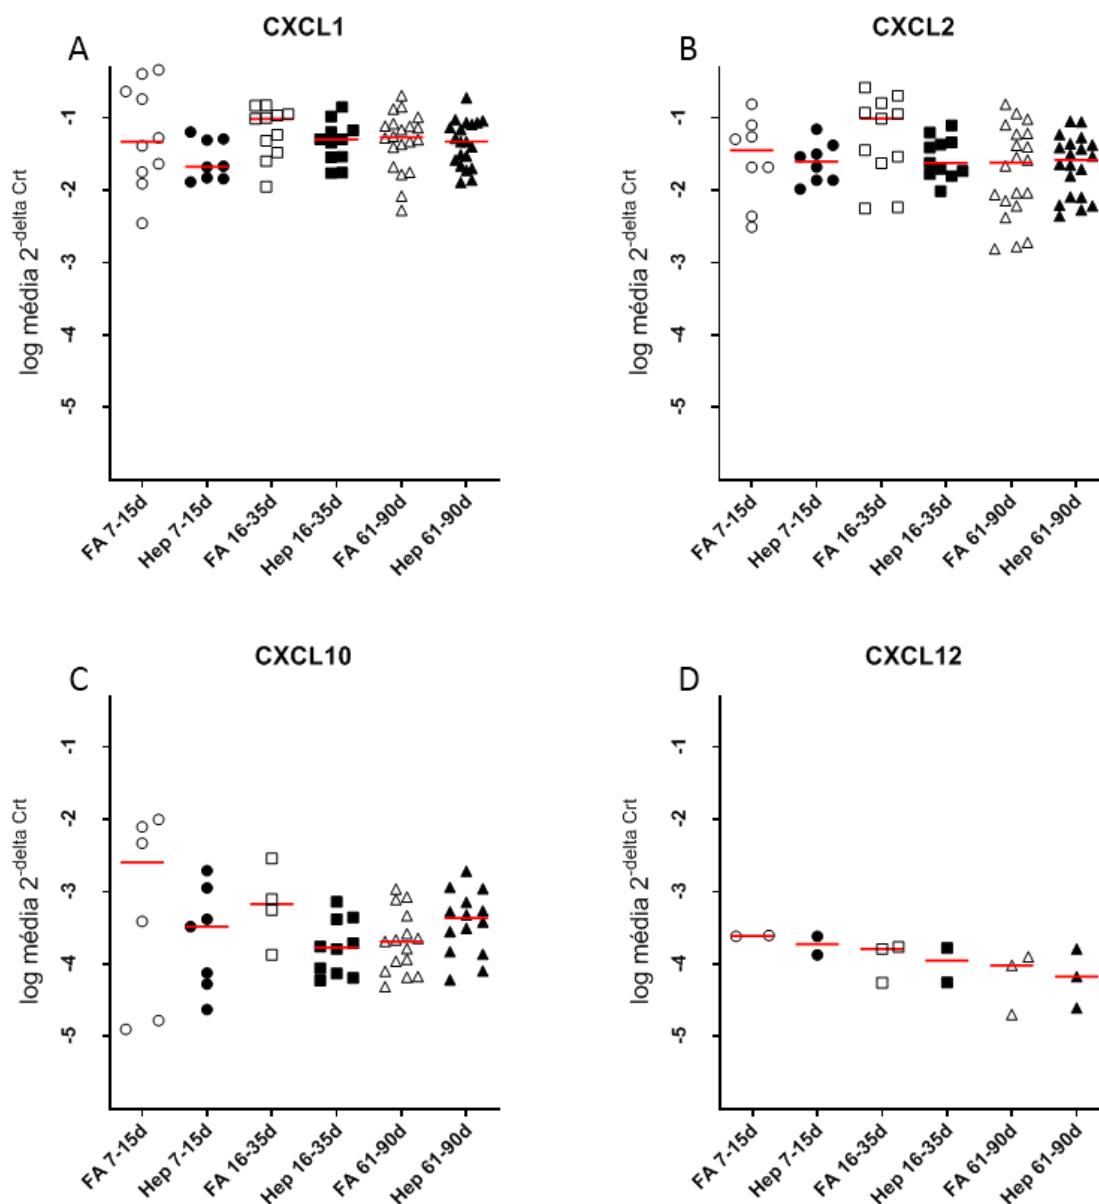 A
CXCL1
log média 2^-delta Crt
-1
-2
-3
-4
-5
FA 7-15d
Hep 7-15d
FA 16-35d
Hep 16-35d
FA 61-90d
Hep 61-90d
B
CXCL2
log média 2^-delta Crt
-1
-2
-3
-4
-5
FA 7-15d
Hep 7-15d
FA 16-35d
Hep 16-35d
FA 61-90d
Hep 61-90d
C
CXCL10
log média 2^-delta Crt
-1
-2
-3
-4
-5
FA 7-15d
Hep 7-15d
FA 16-35d
Hep 16-35d
FA 61-90d
Hep 61-90d
D
CXCL12
log média 2^-delta Crt
-1
-2
-3
-4
-5
FA 7-15d
Hep 7-15d
FA 16-35d
Hep 16-35d
FA 61-90d
Hep 61-90d